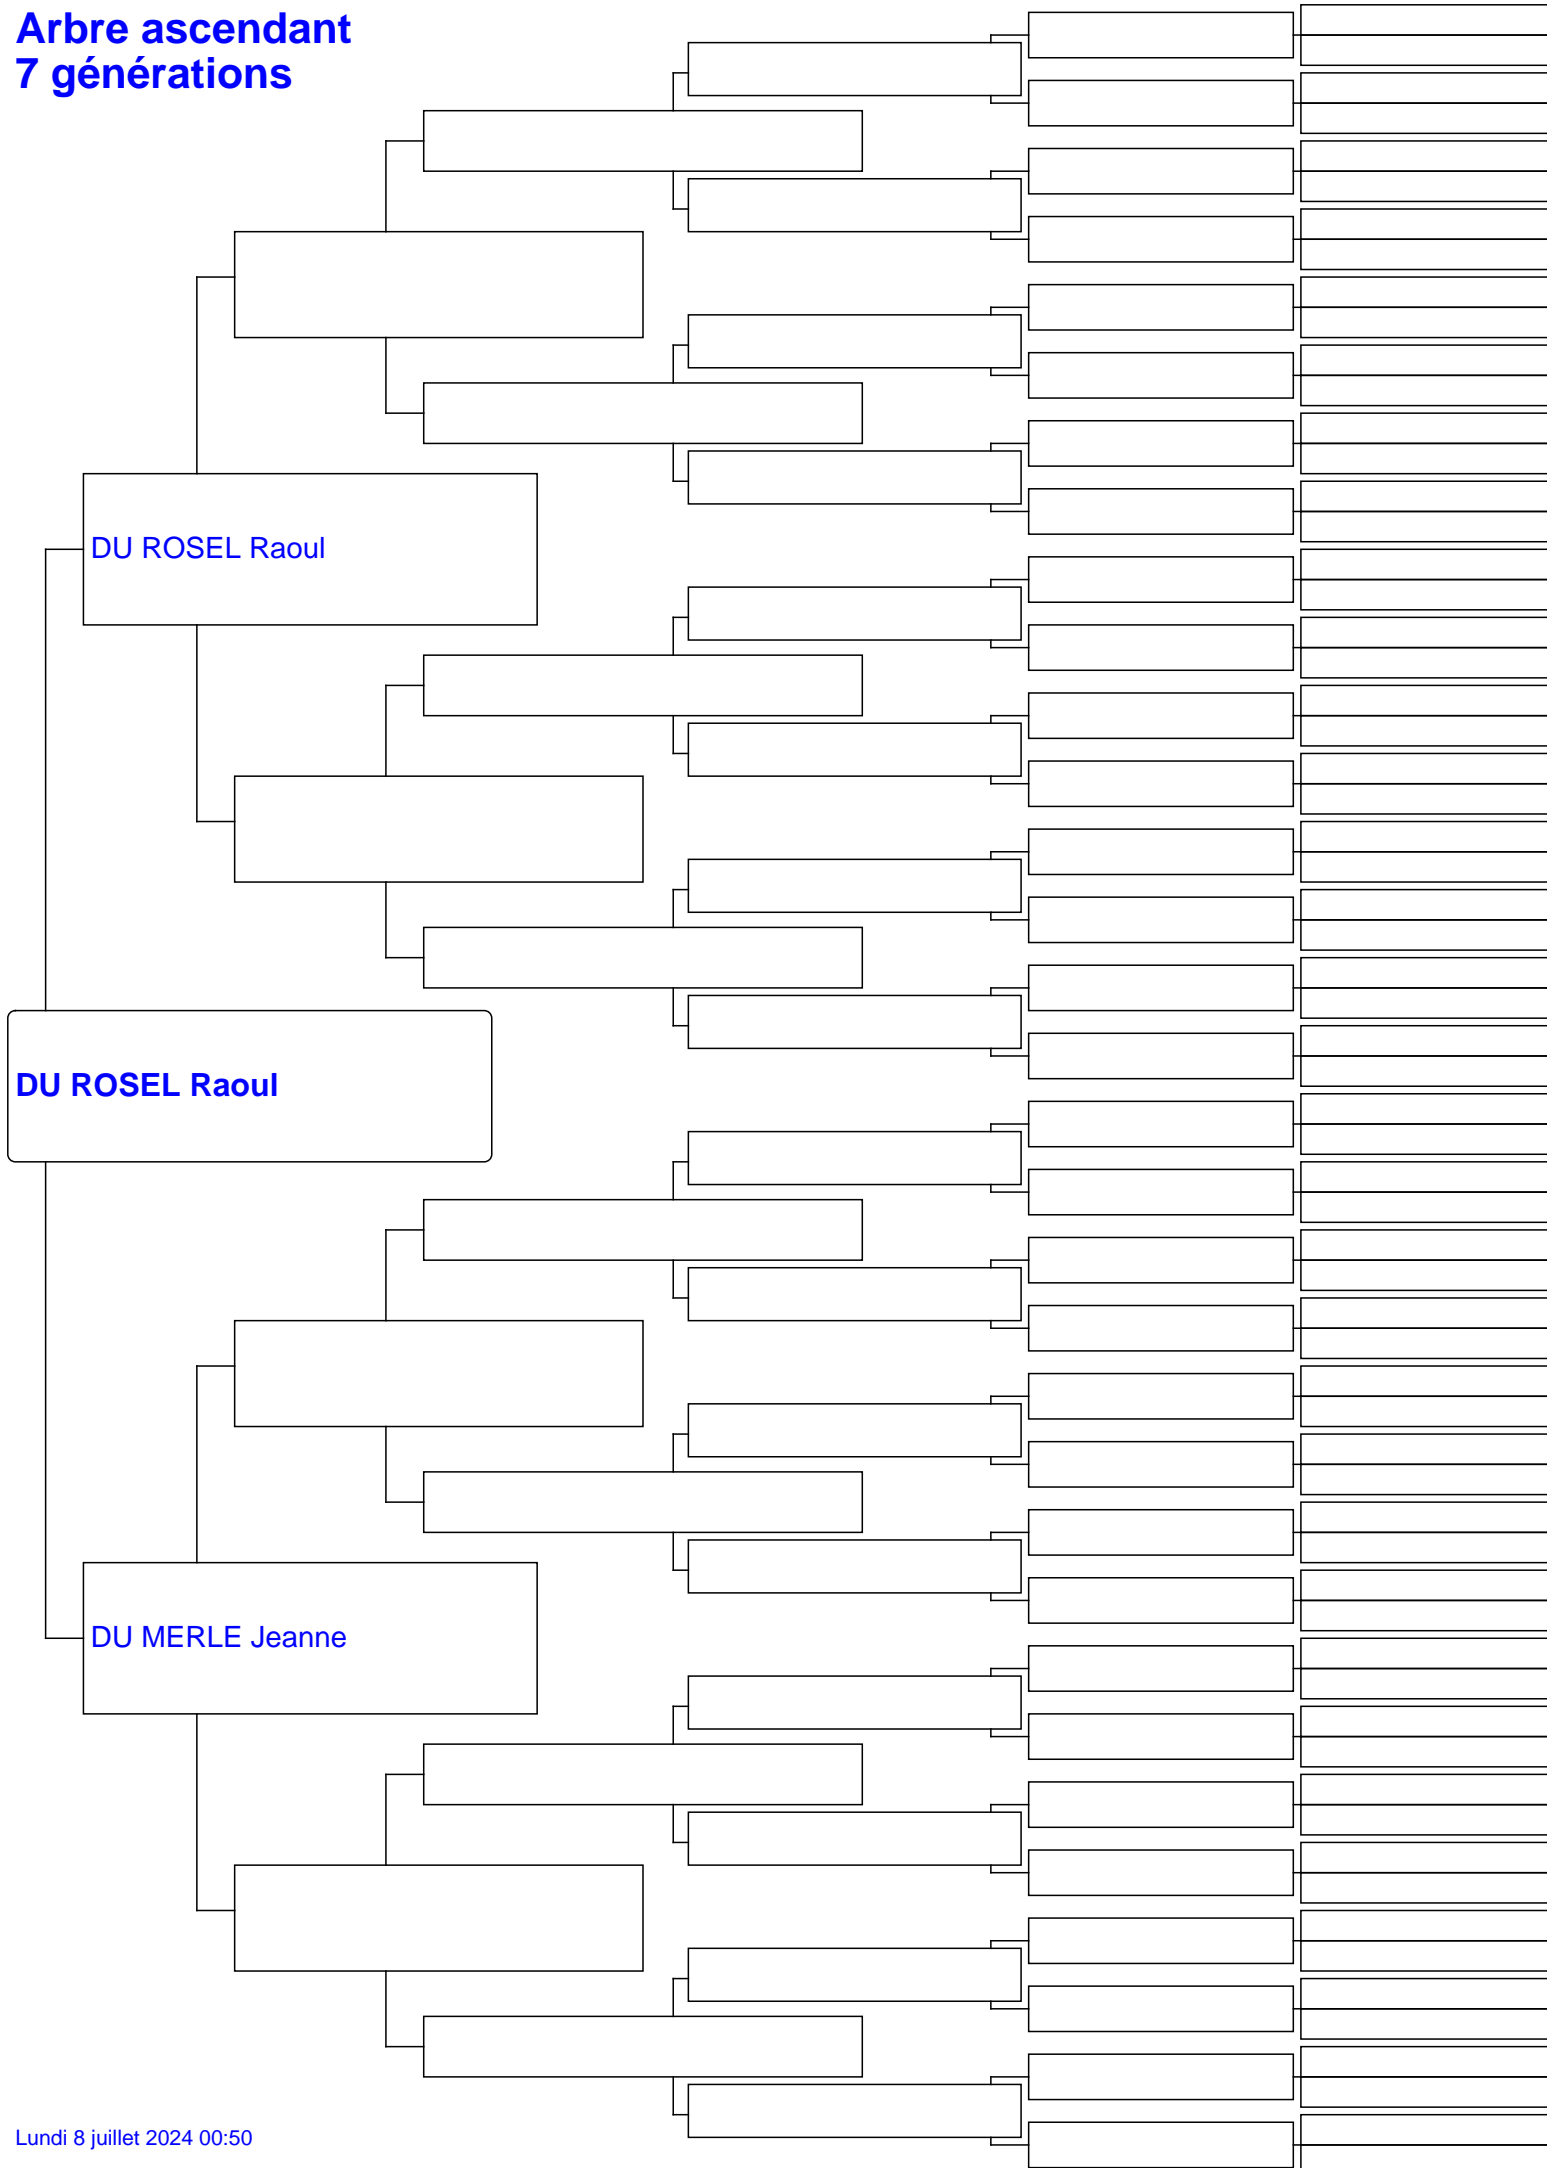 Arbre ascendant
7 générations
DU ROSEL Raoul
DU ROSEL Raoul
DU MERLE Jeanne
Lundi 8 juillet 2024 00:50